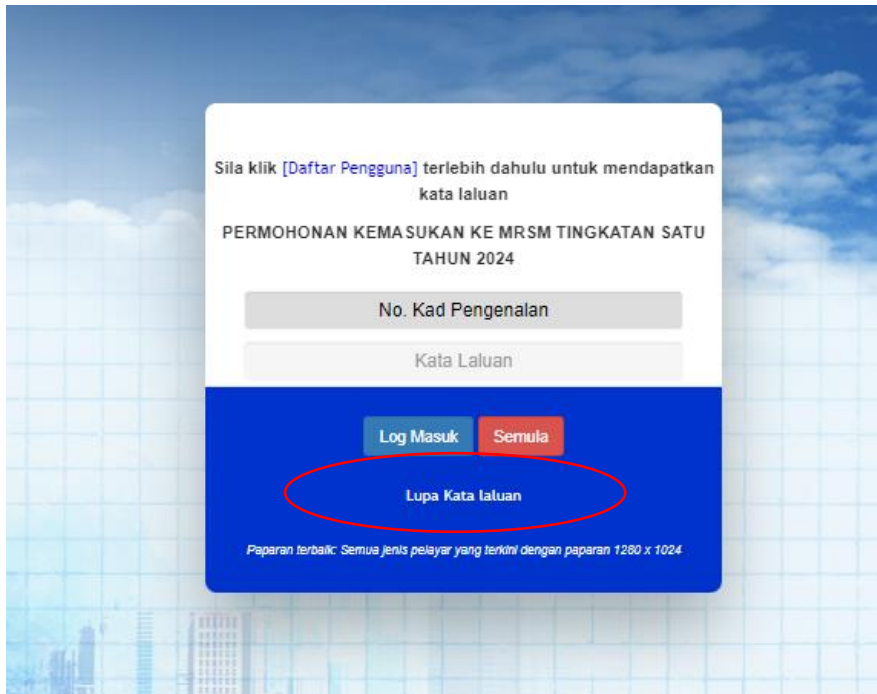 Sila klik [Daftar Pengguna] terlebih dahulu untuk mendapatkan
kata laluan
PERMOHONAN KEMASUKAN KE MRSM TINGKATAN SATU
TAHUN 2024
No. Kad Pengenalan
Kata Laluan
Log Masuk Semula
Lupa Kata laluan
Paparan terbaik: Semua jenis pelayar yang terkini dengan paparan 1280 x 1024